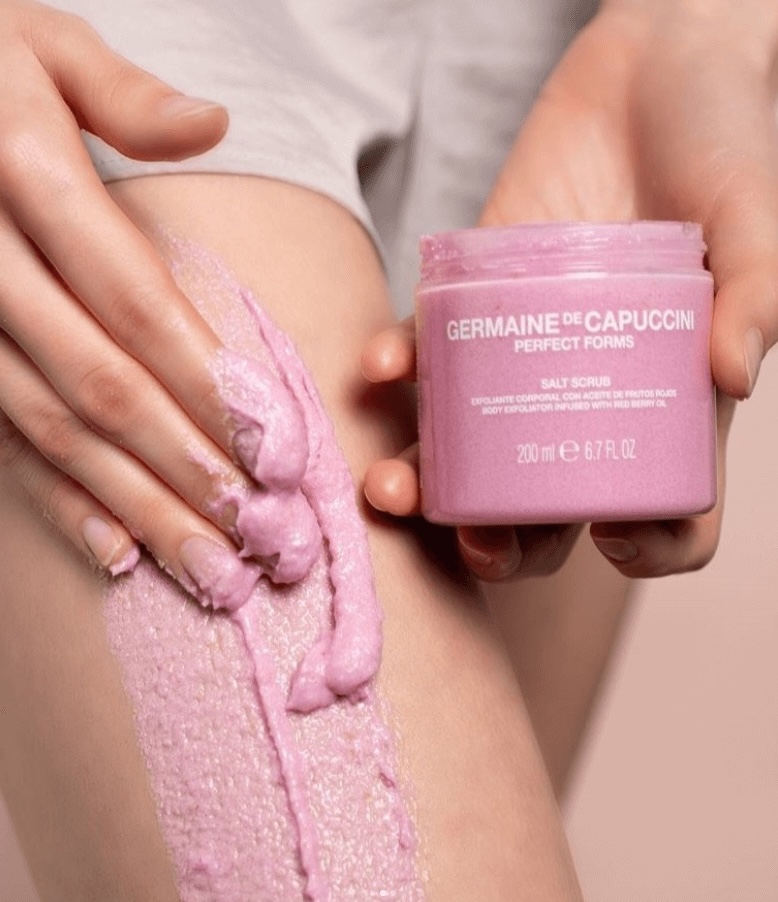 GERMAINE DE CAPUCCINI
PERFECT FORMS
SALT SCRUB
EXFOLIANTE CORPORAL CON ACEITE DE FRUTOS ROJOS
BODY EXFOLIATOR INFUSED WITH RED BERRY OIL
200 ml ℮ 6.7 FL OZ